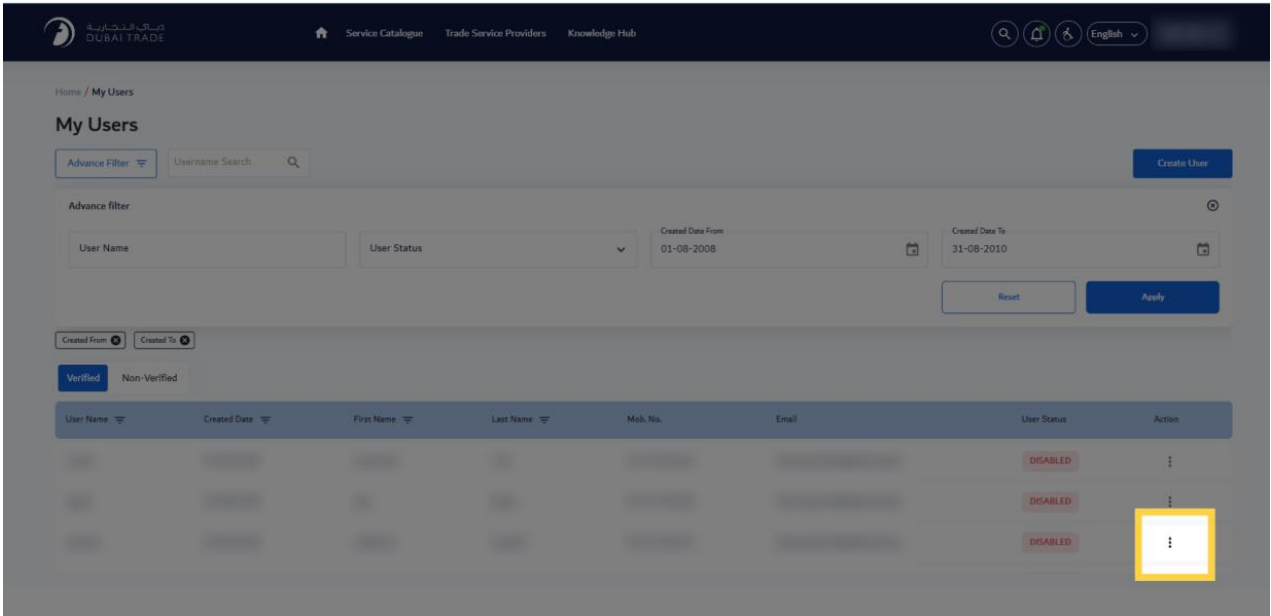 دبي التجارية
DUBAI TRADE
Service Catalogue Trade Service Providers Knowledge Hub
English
Home / My Users
My Users
Advance Filter Username Search Create User
Advance filter
User Name User Status Created Date From 01-08-2008 Created Date To 31-08-2010
Reset Apply
Created From Created To
Verified Non-Verified
User Name Created Date First Name Last Name Mob. No. Email User Status Action
DISABLED
DISABLED
DISABLED